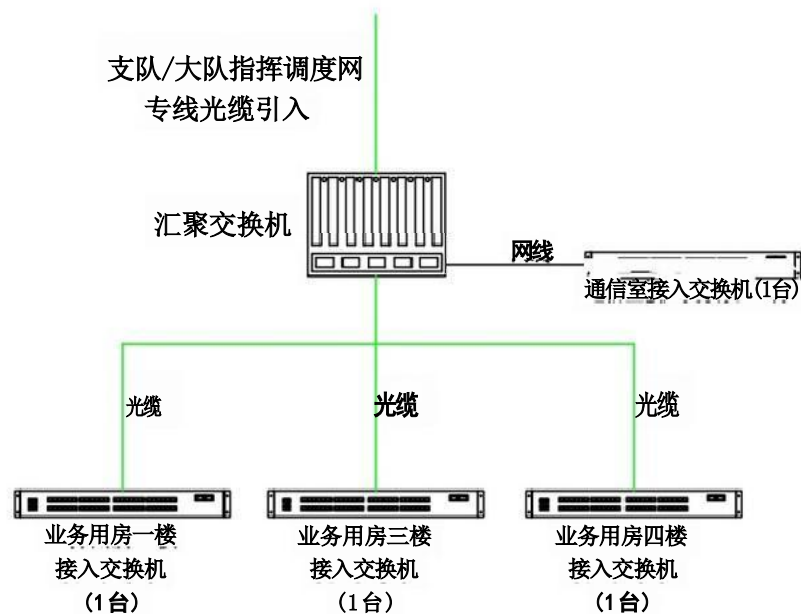 支队/大队指挥调度网
专线光缆引入
汇聚交换机
网线
通信室接入交换机(1台)
光缆
光缆
光缆
业务用房一楼
接入交换机
(1台)
业务用房三楼
接入交换机
(1台)
业务用房四楼
接入交换机
(1台)